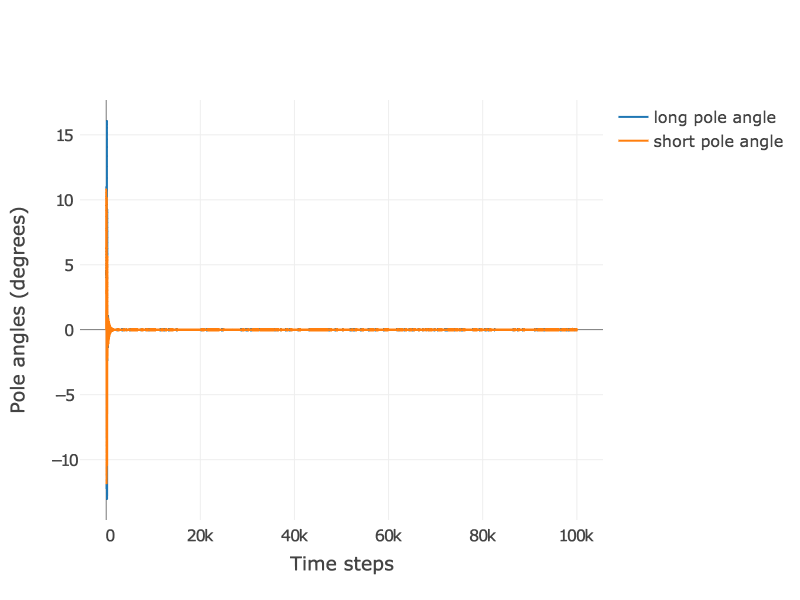 long pole angle
short pole angle
15
10
5
0
−5
−10
Pole angles (degrees)
0 20k 40k 60k 80k 100k
Time steps